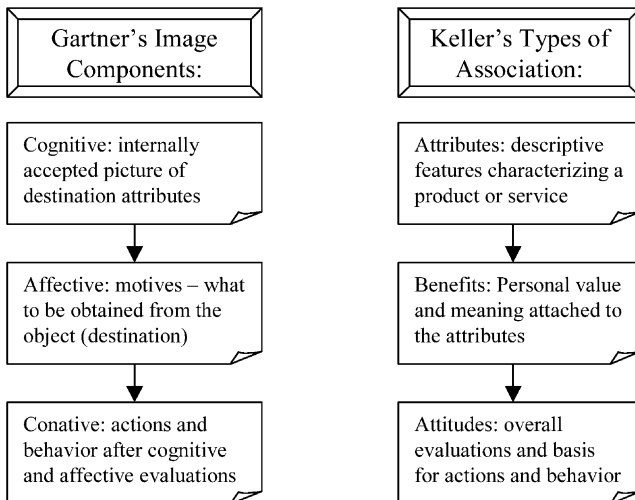 Gartner’s Image
Components:
Cognitive: internally
accepted picture of
destination attributes
Affective: motives – what
to be obtained from the
object (destination)
Conative: actions and
behavior after cognitive
and affective evaluations
Keller’s Types of
Association:
Attributes: descriptive
features characterizing a
product or service
Benefits: Personal value
and meaning attached to
the attributes
Attitudes: overall
evaluations and basis
for actions and behavior